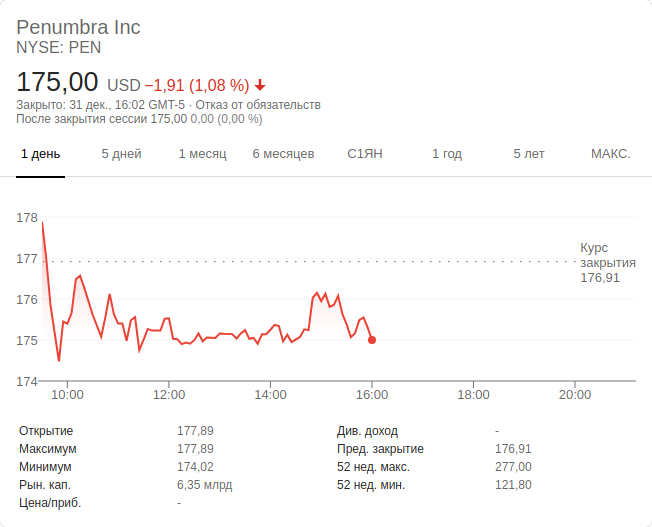 Penumbra Inc
NYSE: PEN
175,00 USD −1,91 (1,08 %)
Закрыто: 31 дек., 16:02 GMT-5 · Отказ от обязательств
После закрытия сессии 175,00 0,00 (0,00 %)
1 день 5 дней 1 месяц 6 месяцев С1ЯН 1 год 5 лет МАКС.
178
177
176
175
174
Курс
закрытия
176,91
10:00 12:00 14:00 16:00 18:00 20:00
Открытие 177,89 Див. доход -
Максимум 177,89 Пред. закрытие 176,91
Минимум 174,02 52 нед. макс. 277,00
Рын. кап. 6,35 млрд 52 нед. мин. 121,80
Цена/приб. -